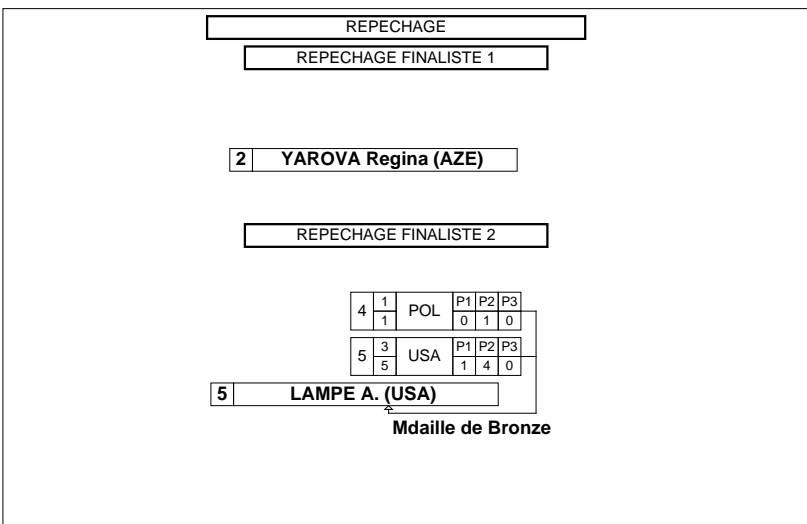 REPECHAGE
REPECHAGE FINALISTE 1
2 YAROVA Regina (AZE)
REPECHAGE FINALISTE 2
4 1 POL P1 P2 P3
1 0 1 0
5 3 USA P1 P2 P3
5 1 4 0
5 LAMPE A. (USA)
Mdaille de Bronze